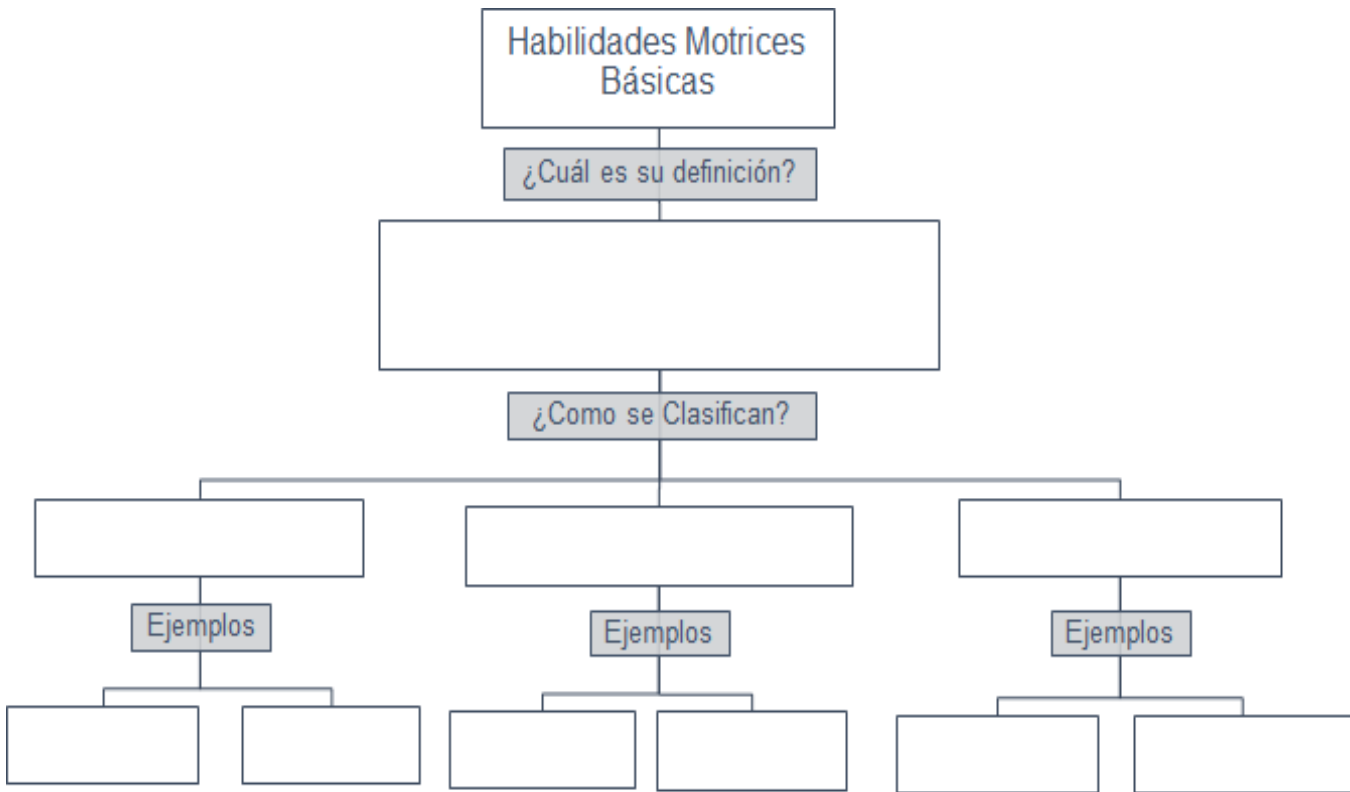 Habilidades Motrices
Básicas
¿Cuál es su definición?
¿Como se Clasifican?
Ejemplos
Ejemplos
Ejemplos